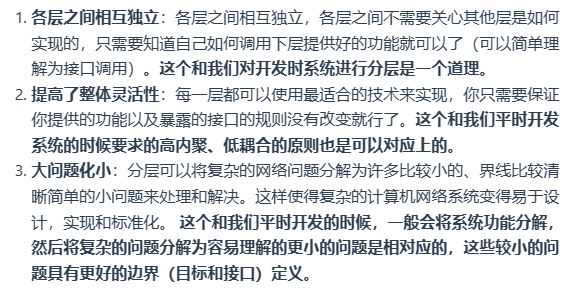 1. 各层之间相互独立：各层之间相互独立，各层之间不需要关心其他层是如何
实现的，只需要知道自己如何调用下层提供好的功能就可以了（可以简单理
解为接口调用）。这个和我们对开发时系统进行分层是一个道理。
2. 提高了整体灵活性：每一层都可以使用最适合的技术来实现，你只需要保证
你提供的功能以及暴露的接口的规则没有改变就行了。这个和我们平时开发
系统的时候要求的高内聚、低耦合的原则也是可以对应上的。
3. 大问题化小：分层可以将复杂的网络问题分解为许多比较小的、界线比较清
晰简单的小问题来处理和解决。这样使得复杂的计算机网络系统变得易于设
计，实现和标准化。 这个和我们平时开发的时候，一般会将系统功能分解，
然后将复杂的问题分解为容易理解的更小的问题是相对应的，这些较小的问
题具有更好的边界（目标和接口）定义。